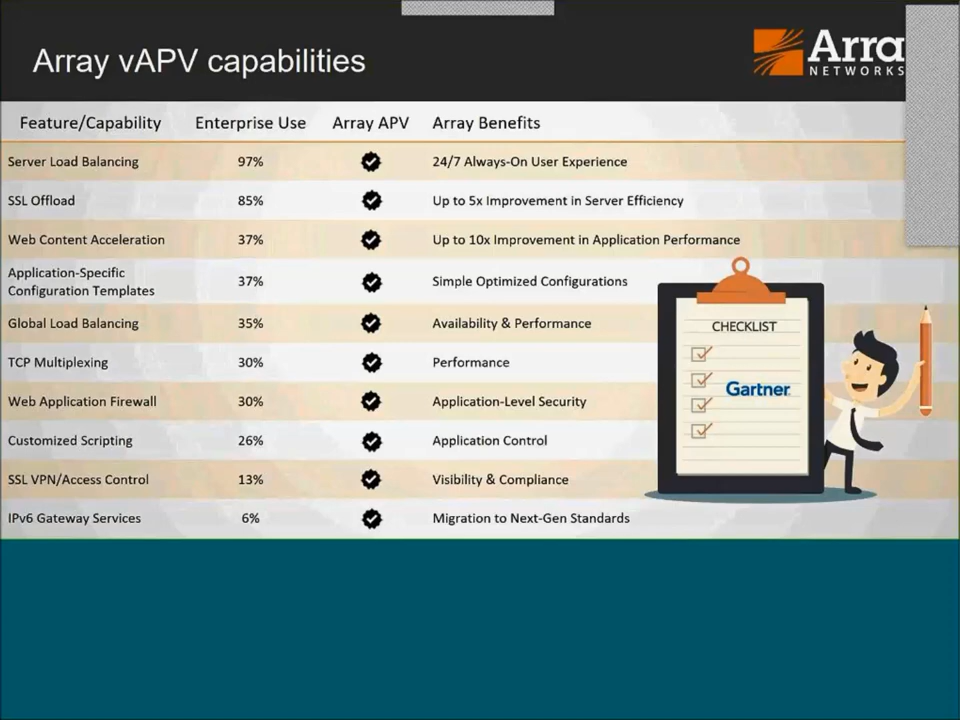 Array vAPV capabilities
Arra
NETWORKS
Feature/Capability Enterprise Use Array APV Array Benefits
Server Load Balancing 97% 24/7 Always-On User Experience
SSL Offload 85% Up to 5x Improvement in Server Efficiency
Web Content Acceleration 37% Up to 10x Improvement in Application Performance
Application-Specific
Configuration Templates 37% Simple Optimized Configurations
Global Load Balancing 35% Availability & Performance
TCP Multiplexing 30% Performance
Web Application Firewall 30% Application-Level Security
Customized Scripting 26% Application Control
SSL VPN/Access Control 13% Visibility & Compliance
IPv6 Gateway Services 6% Migration to Next-Gen Standards
CHECKLIST
Gartner